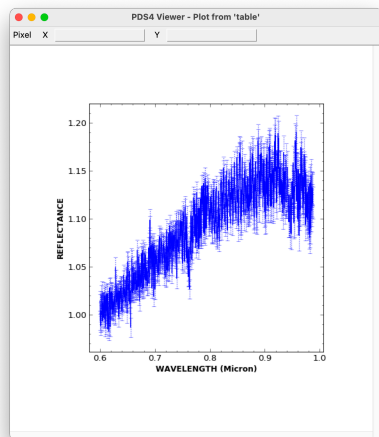 PDS4 Viewer - Plot from 'table'
Pixel X Y
1.20
1.15
1.10
1.05
1.00
REFLECTANCE
0.6 0.7 0.8 0.9 1.0
WAVELENGTH (Micron)